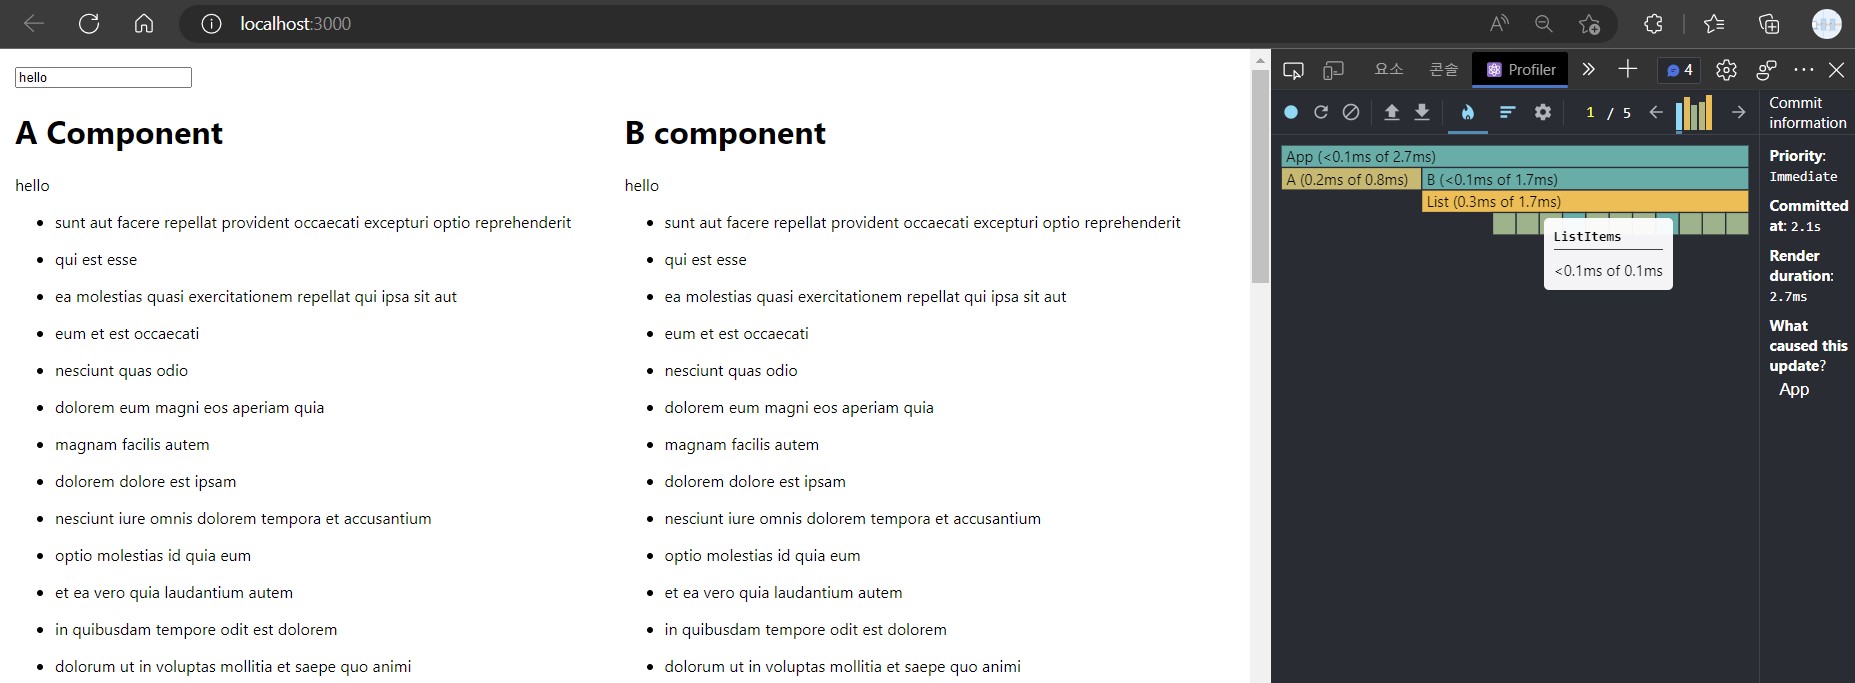 localhost:3000
hello
A Component
hello
sunt aut facere repellat provident occaecati excepturi optio reprehenderit
qui est esse
ea molestias quasi exercitationem repellat qui ipsa sit aut
eum et est occaecati
nesciunt quas odio
dolorem eum magni eos aperiam quia
magnam facilis autem
dolorem dolore est ipsam
nesciunt iure omnis dolorem tempora et accusantium
optio molestias id quia eum
et ea vero quia laudantium autem
in quibusdam tempore odit est dolorem
dolorum ut in voluptas mollitia et saepe quo animi
B component
hello
sunt aut facere repellat provident occaecati excepturi optio reprehenderit
qui est esse
ea molestias quasi exercitationem repellat qui ipsa sit aut
eum et est occaecati
nesciunt quas odio
dolorem eum magni eos aperiam quia
magnam facilis autem
dolorem dolore est ipsam
nesciunt iure omnis dolorem tempora et accusantium
optio molestias id quia eum
et ea vero quia laudantium autem
in quibusdam tempore odit est dolorem
dolorum ut in voluptas mollitia et saepe quo animi
요소 콘솔 Profiler 4
1 / 5
App (<0.1ms of 2.7ms)
A (0.2ms of 0.8ms) B (<0.1ms of 1.7ms)
List (0.3ms of 1.7ms)
ListItems
<0.1ms of 0.1ms
Commit
information
Priority:
Immediate
Committed
at: 2.1s
Render
duration:
2.7ms
What
caused this
update?
App